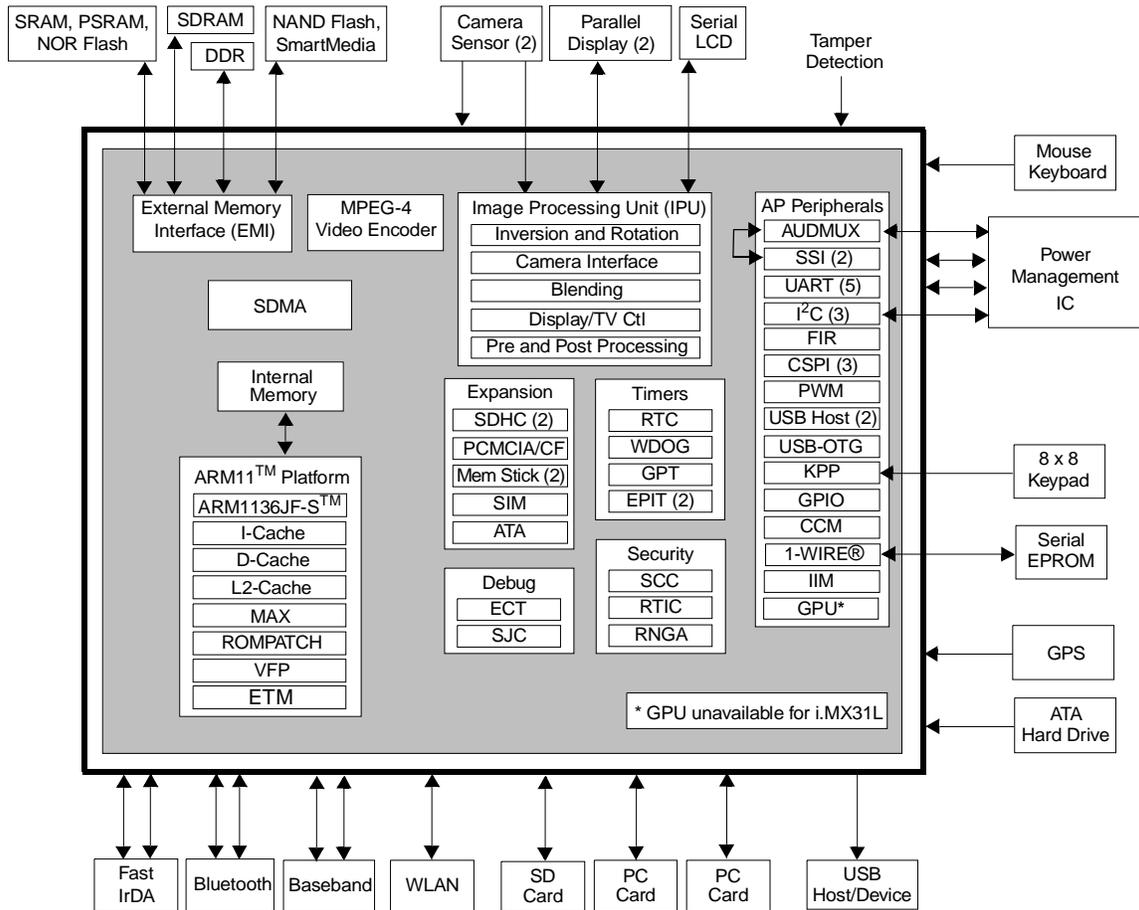 SRAM, PSRAM,
NOR Flash
SDRAM
DDR
NAND Flash,
SmartMedia
Camera
Sensor (2)
Parallel
Display (2)
Serial
LCD
Tamper
Detection
External Memory
Interface (EMI)
MPEG-4
Video Encoder
SDMA
Internal
Memory
ARM11™ Platform
ARM1136JF-S™
I-Cache
D-Cache
L2-Cache
MAX
ROMPATCH
VFP
ETM
Image Processing Unit (IPU)
Inversion and Rotation
Camera Interface
Blending
Display/TV Ctl
Pre and Post Processing
Expansion
SDHC (2)
PCMCIA/CF
Mem Stick (2)
SIM
ATA
Debug
ECT
SJC
Timers
RTC
WDOG
GPT
EPIT (2)
Security
SCC
RTIC
RNGA
AP Peripherals
AUDMUX
SSI (2)
UART (5)
I²C (3)
FIR
CSPI (3)
PWM
USB Host (2)
USB-OTG
KPP
GPIO
CCM
1-WIRE®
IIM
GPU*
* GPU unavailable for i.MX31L
Mouse
Keyboard
Power
Management
IC
8 x 8
Keypad
Serial
EPROM
GPS
ATA
Hard Drive
Fast
IrDA
Bluetooth
Baseband
WLAN
SD
Card
PC
Card
PC
Card
USB
Host/Device